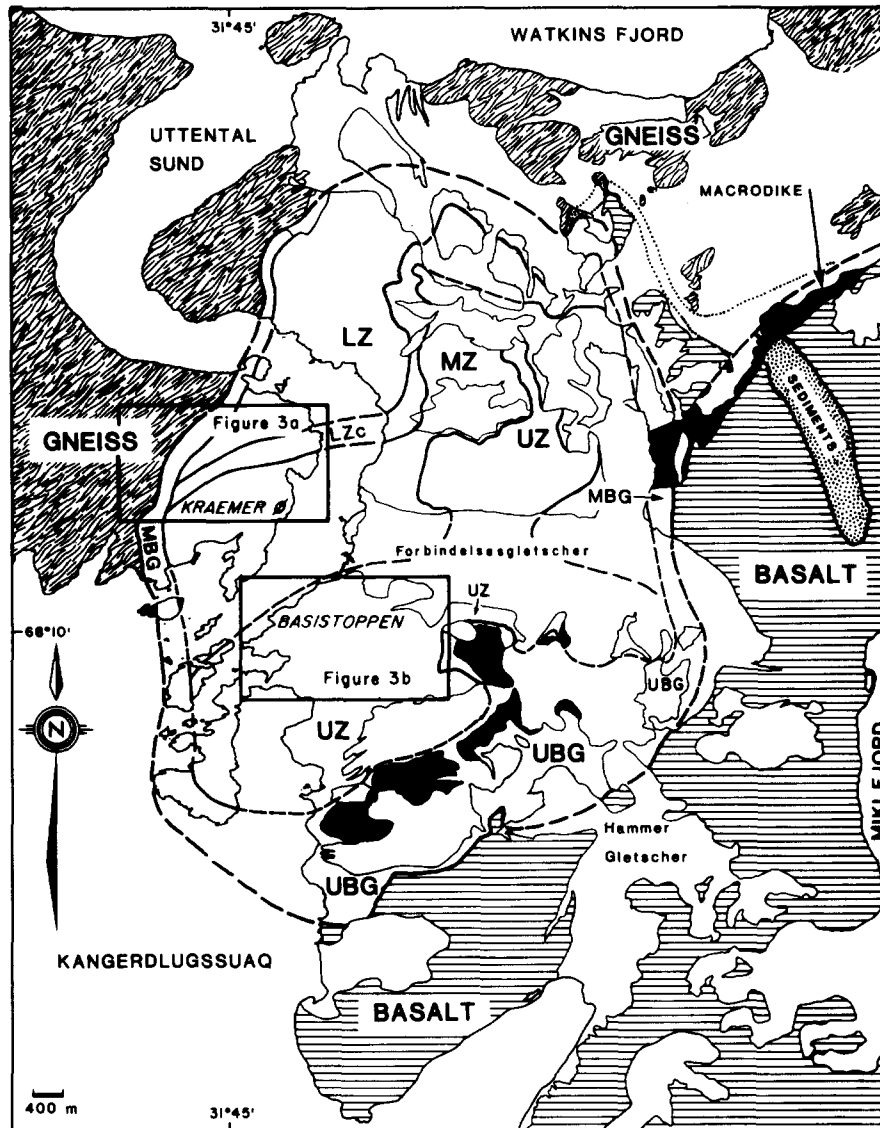 31°45'
WATKINS FJORD
UTTENTAL
SUND
GNEISS
MACRODIKE
LZ
MZ
SEDIMENTS
Figure 3a
LZc
UZ
GNEISS
KRAEMER Ø
MBG
MBG
Forbindelsesgletscher
BASALT
UZ
BASISTOPPEN
68°10'
Figure 3b
UBG
UZ
N
UBG
MIKI FJORD
Hammer
Gletscher
UBG
KANGERDLUGSSUAQ
BASALT
400 m
31°45'